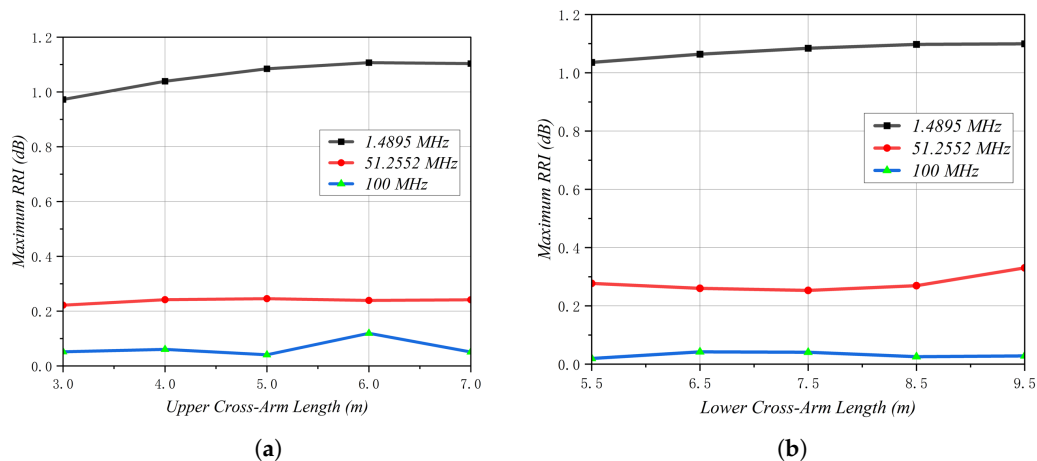 1.2
1.0
0.8
0.6
0.4
0.2
0.0
Maximum RRI (dB)
1.4895 MHz
51.2552 MHz
100 MHz
3.0 4.0 5.0 6.0 7.0
Upper Cross-Arm Length (m)
(a)
1.2
1.0
0.8
0.6
0.4
0.2
0.0
Maximum RRI (dB)
1.4895 MHz
51.2552 MHz
100 MHz
5.5 6.5 7.5 8.5 9.5
Lower Cross-Arm Length (m)
(b)